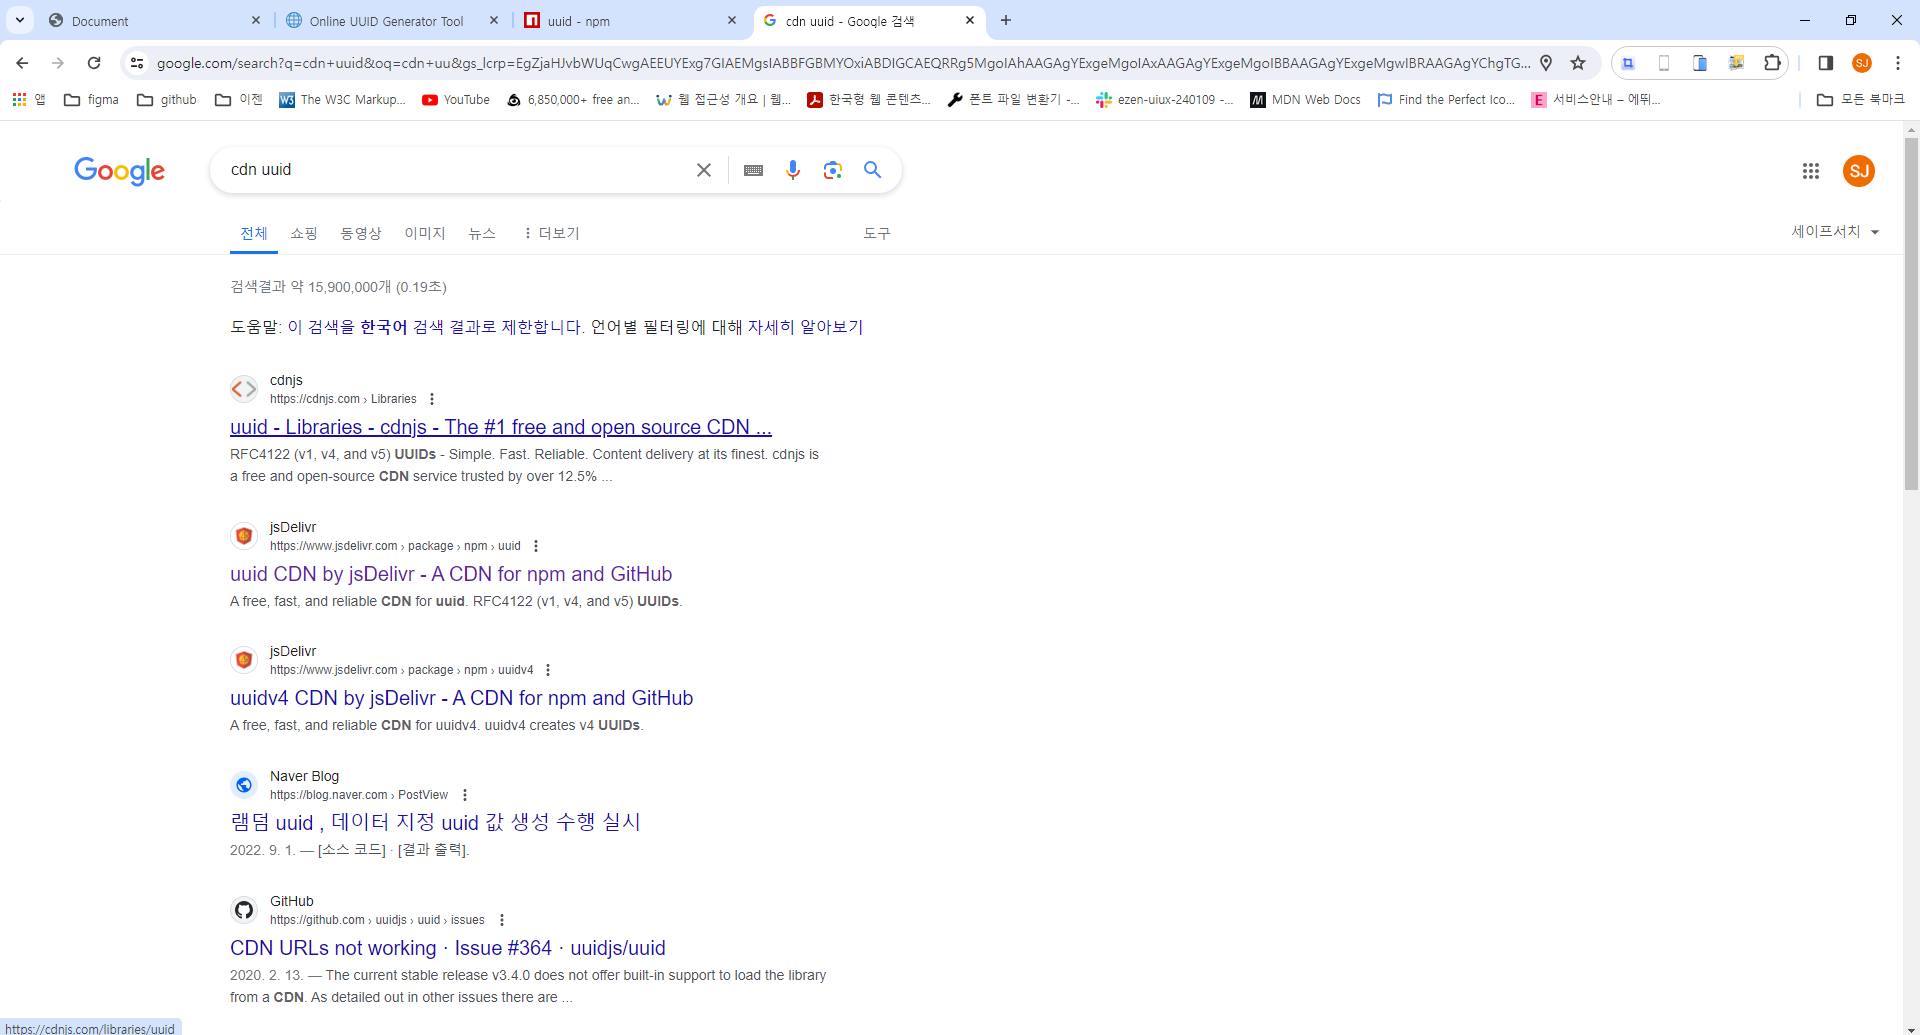 Document
Online UUID Generator Tool
uuid - npm
cdn uuid - Google 검색
google.com/search?q=cdn+uuid&oq=cdn+uu&gs_lcrp=EgZjaHJvbWUqCwgAEEUYExg7GIAEMgsIABBFGBMYOxiABDIGCAEQRRg5MgoIAhAAGAgYExgeMgoIAxAAGAgYExgeMgoIBBAAGAgYExgeMgwIBRAAGAgYChgTG...
SJ
앱
figma
github
이젠
W3 The W3C Markup...
YouTube
6,850,000+ free an...
웹 접근성 개요 | 웹...
한국형 웹 콘텐츠...
폰트 파일 변환기 -...
ezen-uiux-240109 -...
M MDN Web Docs
Find the Perfect Ico...
E 서비스안내 – 에뛰...
모든 북마크
Google
cdn uuid
SJ
전체
쇼핑
동영상
이미지
뉴스
더보기
도구
세이프서치
검색결과 약 15,900,000개 (0.19초)
도움말: 이 검색을 한국어 검색 결과로 제한합니다. 언어별 필터링에 대해 자세히 알아보기
cdnjs
https://cdnjs.com › Libraries
uuid - Libraries - cdnjs - The #1 free and open source CDN ...
RFC4122 (v1, v4, and v5) UUIDs - Simple. Fast. Reliable. Content delivery at its finest. cdnjs is
a free and open-source CDN service trusted by over 12.5% ...
jsDelivr
https://www.jsdelivr.com › package › npm › uuid
uuid CDN by jsDelivr - A CDN for npm and GitHub
A free, fast, and reliable CDN for uuid. RFC4122 (v1, v4, and v5) UUIDs.
jsDelivr
https://www.jsdelivr.com › package › npm › uuidv4
uuidv4 CDN by jsDelivr - A CDN for npm and GitHub
A free, fast, and reliable CDN for uuidv4. uuidv4 creates v4 UUIDs.
Naver Blog
https://blog.naver.com › PostView
램덤 uuid , 데이터 지정 uuid 값 생성 수행 실시
2022. 9. 1. — [소스 코드] · [결과 출력].
GitHub
https://github.com › uuidjs › uuid › issues
CDN URLs not working · Issue #364 · uuidjs/uuid
2020. 2. 13. — The current stable release v3.4.0 does not offer built-in support to load the library
from a CDN. As detailed out in other issues there are ...
https://cdnjs.com/libraries/uuid